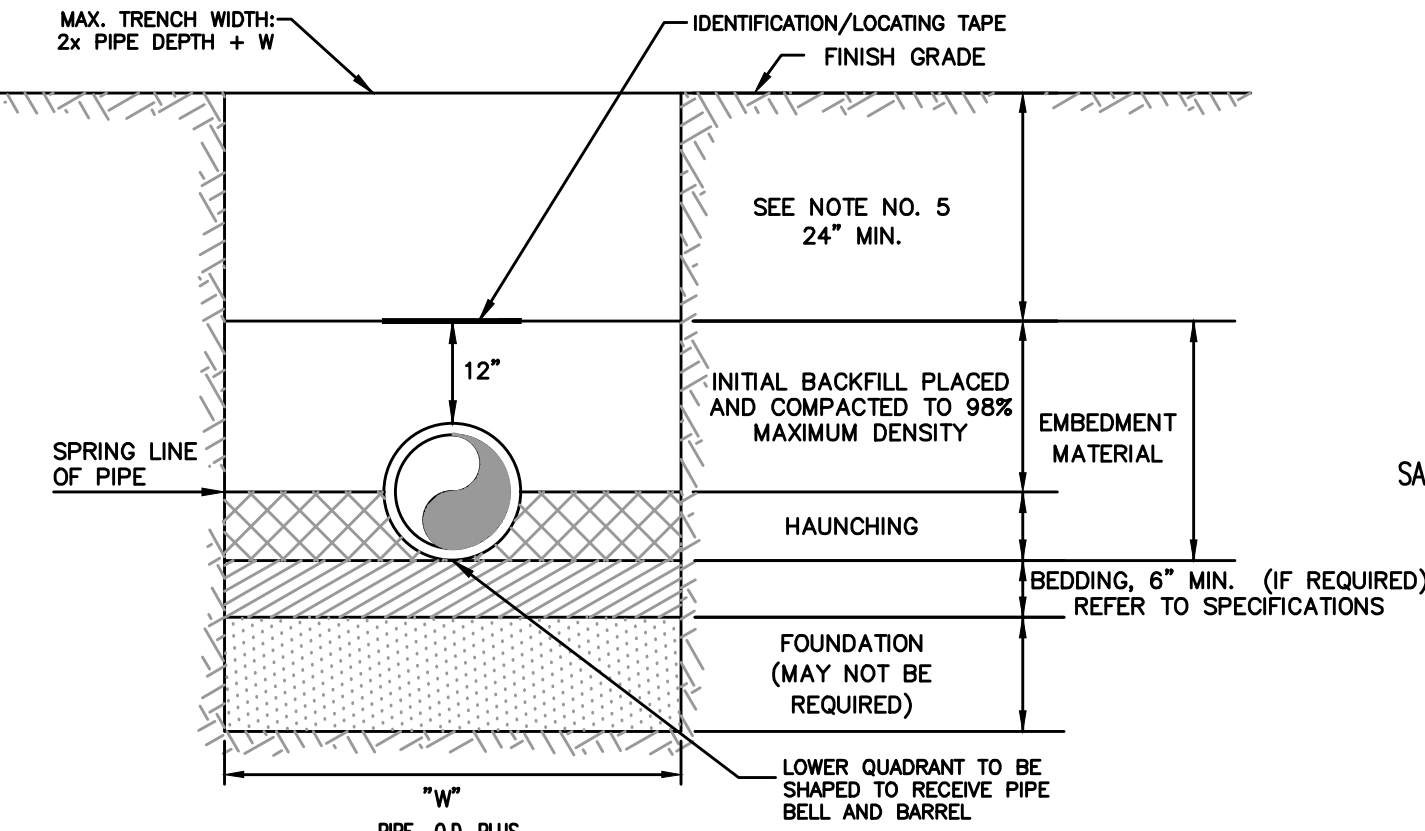 MAX. TRENCH WIDTH:
2x PIPE DEPTH + W
IDENTIFICATION/LOCATING TAPE
FINISH GRADE
SEE NOTE NO. 5
24" MIN.
12"
INITIAL BACKFILL PLACED
AND COMPACTED TO 98%
MAXIMUM DENSITY
EMBEDMENT
MATERIAL
SPRING LINE
OF PIPE
SA
HAUNCHING
BEDDING, 6" MIN. (IF REQUIRED)
REFER TO SPECIFICATIONS
FOUNDATION
(MAY NOT BE
REQUIRED)
LOWER QUADRANT TO BE
SHAPED TO RECEIVE PIPE
BELL AND BARREL
"W"
PIPE O.D. PLUS